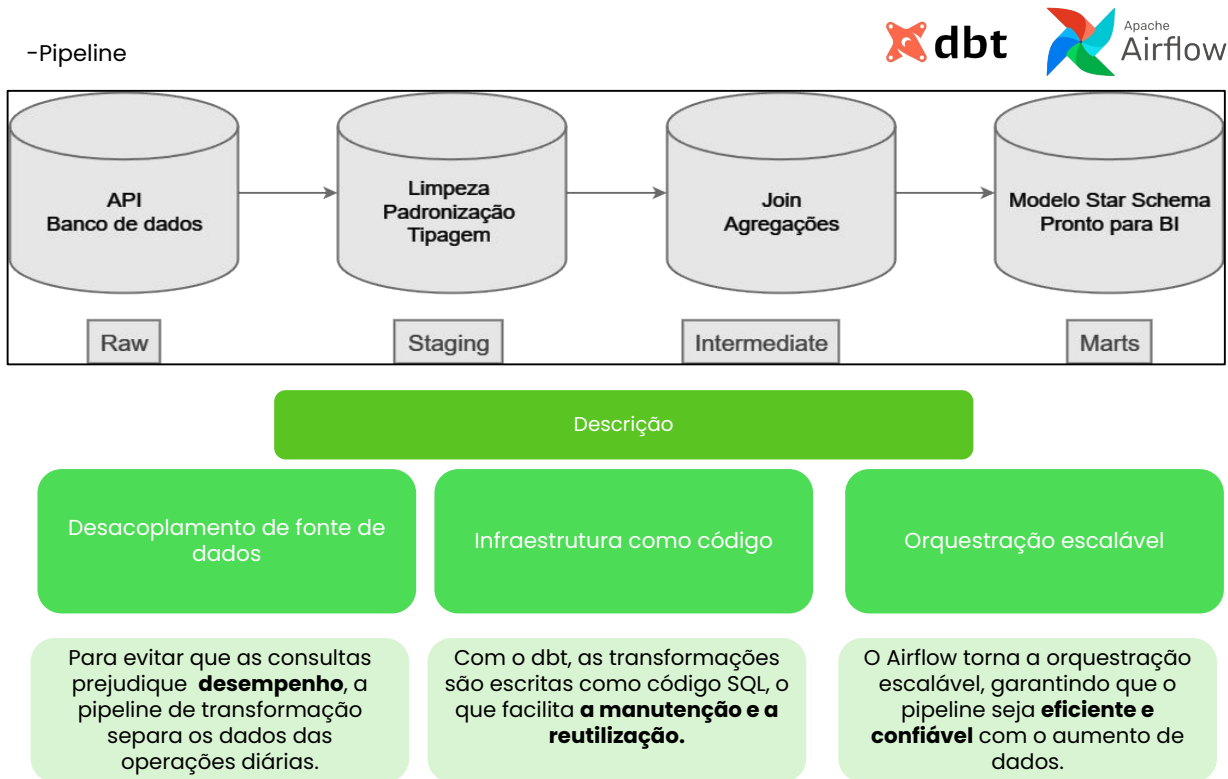 -Pipeline
dbt
Apache
Airflow
API
Banco de dados
Limpeza
Padronização
Tipagem
Join
Agregações
Modelo Star Schema
Pronto para BI
Raw
Staging
Intermediate
Marts
Descrição
Desacoplamento de fonte de
dados
Infraestrutura como código
Orquestração escalável
Para evitar que as consultas
prejudique desempenho, a
pipeline de transformação
separa os dados das
operações diárias.
Com o dbt, as transformações
são escritas como código SQL, o
que facilita a manutenção e a
reutilização.
O Airflow torna a orquestração
escalável, garantindo que o
pipeline seja eficiente e
confiável com o aumento de
dados.